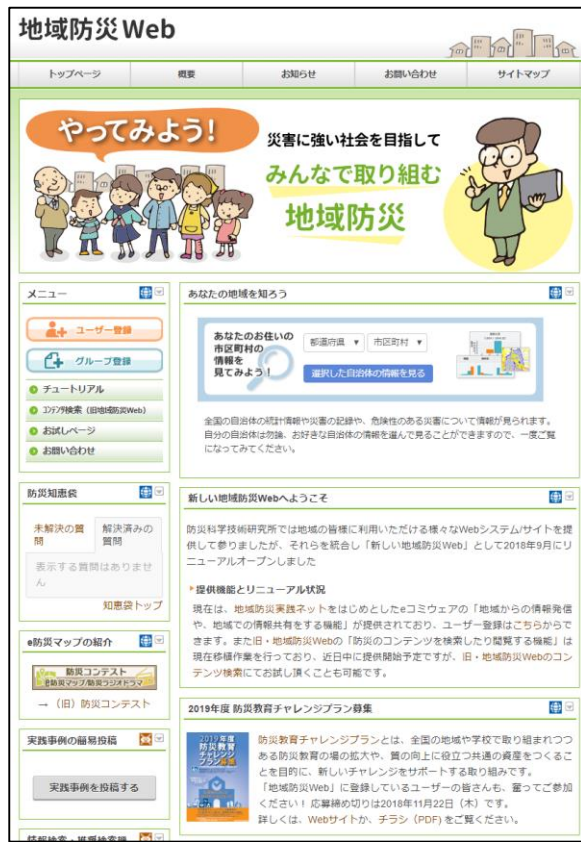 地域防災Web
トップページ
概要
お知らせ
お問い合わせ
サイトマップ
やってみよう!
災害に強い社会を目指して
みんなで取り組む
地域防災
メニュー
ユーザー登録
グループ登録
チュートリアル
コンテンツ検索（旧地域防災Web）
お試しページ
お問い合わせ
防災知恵袋
未解決の質
問
解決済みの
質問
表示する質問はありませ
ん
知恵袋トップ
e防災マップの紹介
防災コンテスト
e防災マップ/防災ラジオドラマ
→ （旧）防災コンテスト
実践事例の簡易投稿
実践事例を投稿する
あなたの地域を知ろう
あなたのお住いの
市区町村の
情報を
見てみよう!
都道府県
市区町村
選択した自治体の情報を見る
全国の自治体の統計情報や災害の記録や、危険性のある災害について情報が見られます。
自分の自治体は勿論、お好きな自治体の情報を選んで見ることができますので、一度ご覧
になってみてください。
新しい地域防災Webへようこそ
防災科学技術研究所では地域の皆様に利用いただける様々なWebシステム/サイトを提
供して参りましたが、それらを統合し「新しい地域防災Web」として2018年9月にリ
ニューアルオープンしました
提供機能とリニューアル状況
現在は、地域防災実践ネットをはじめとしたeコミウェアの「地域からの情報発信
や、地域での情報共有をする機能」が提供されており、ユーザー登録はこちらからで
きます。また旧・地域防災Webの「防災のコンテンツを検索したり閲覧する機能」は
現在移植作業を行っており、近日中に提供開始予定ですが、旧・地域防災Webのコン
テンツ検索にてお試し頂くことも可能です。
2019年度 防災教育チャレンジプラン募集
2019年度
防災教育
チャレンジ
プラン募集
防災教育チャレンジプランとは、全国の地域や学校で取り組まれつつ
ある防災教育の場の拡大や、質の向上に役立つ共通の資産をつくるこ
とを目的に、新しいチャレンジをサポートする取り組みです。
「地域防災Web」に登録しているユーザーの皆さんも、奮ってご参加
ください！ 応募締め切りは2018年11月22日（木）です。
詳しくは、Webサイトか、チラシ（PDF）をご覧ください。